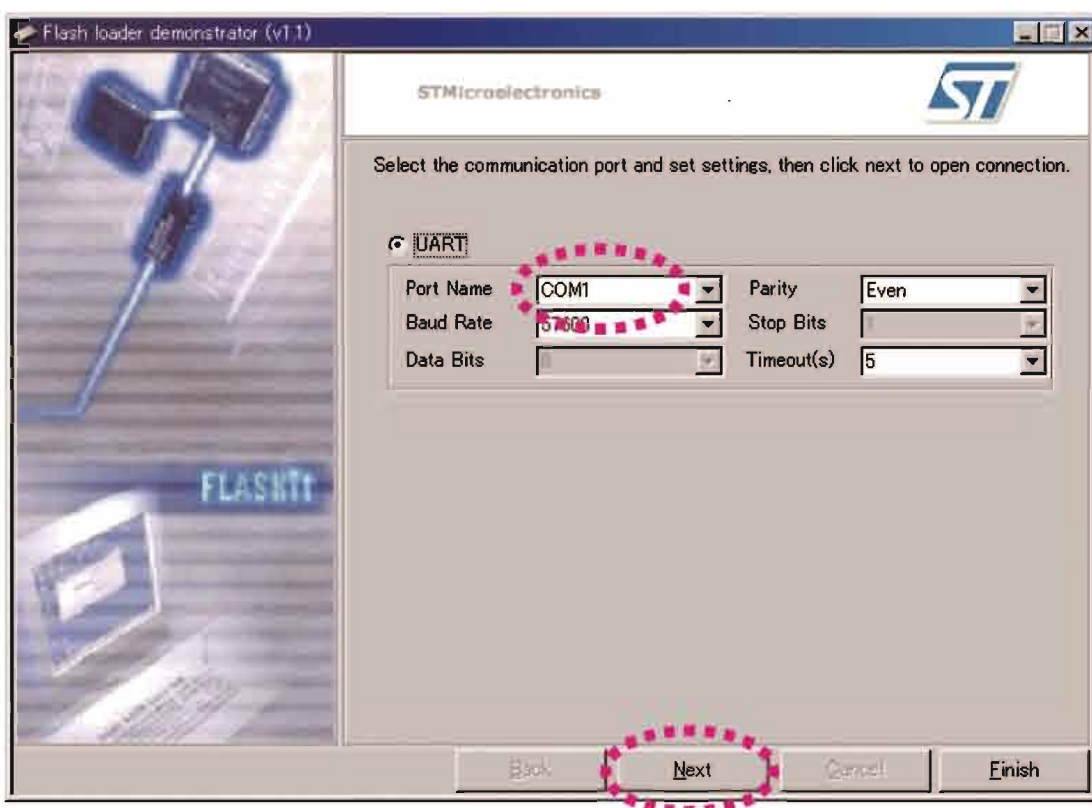 Flash loader demonstrator (v1.1)
STMicroelectronics
ST
Select the communication port and set settings, then click next to open connection.
UART
Port Name COM1 Parity Even
Baud Rate 57600 Stop Bits
Data Bits Timeout(s) 5
FLASHit
Back Next Cancel Finish